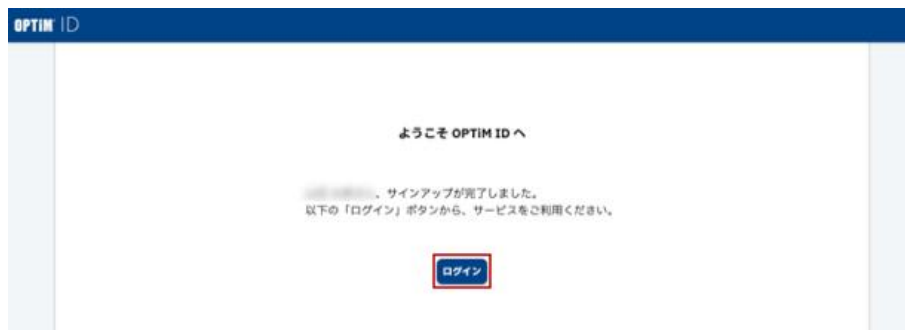 OPTiM ID
ようこそ OPTiM ID へ
、サインアップが完了しました。
以下の「ログイン」ボタンから、サービスをご利用ください。
ログイン